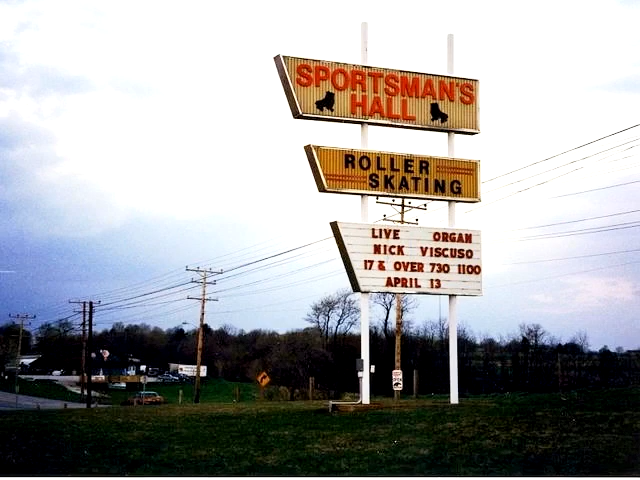 SPORTSMAN'S
HALL
ROLLER
SKATING
LIVE ORGAN
NICK VISCUSO
17 & OVER 730 1100
APRIL 13